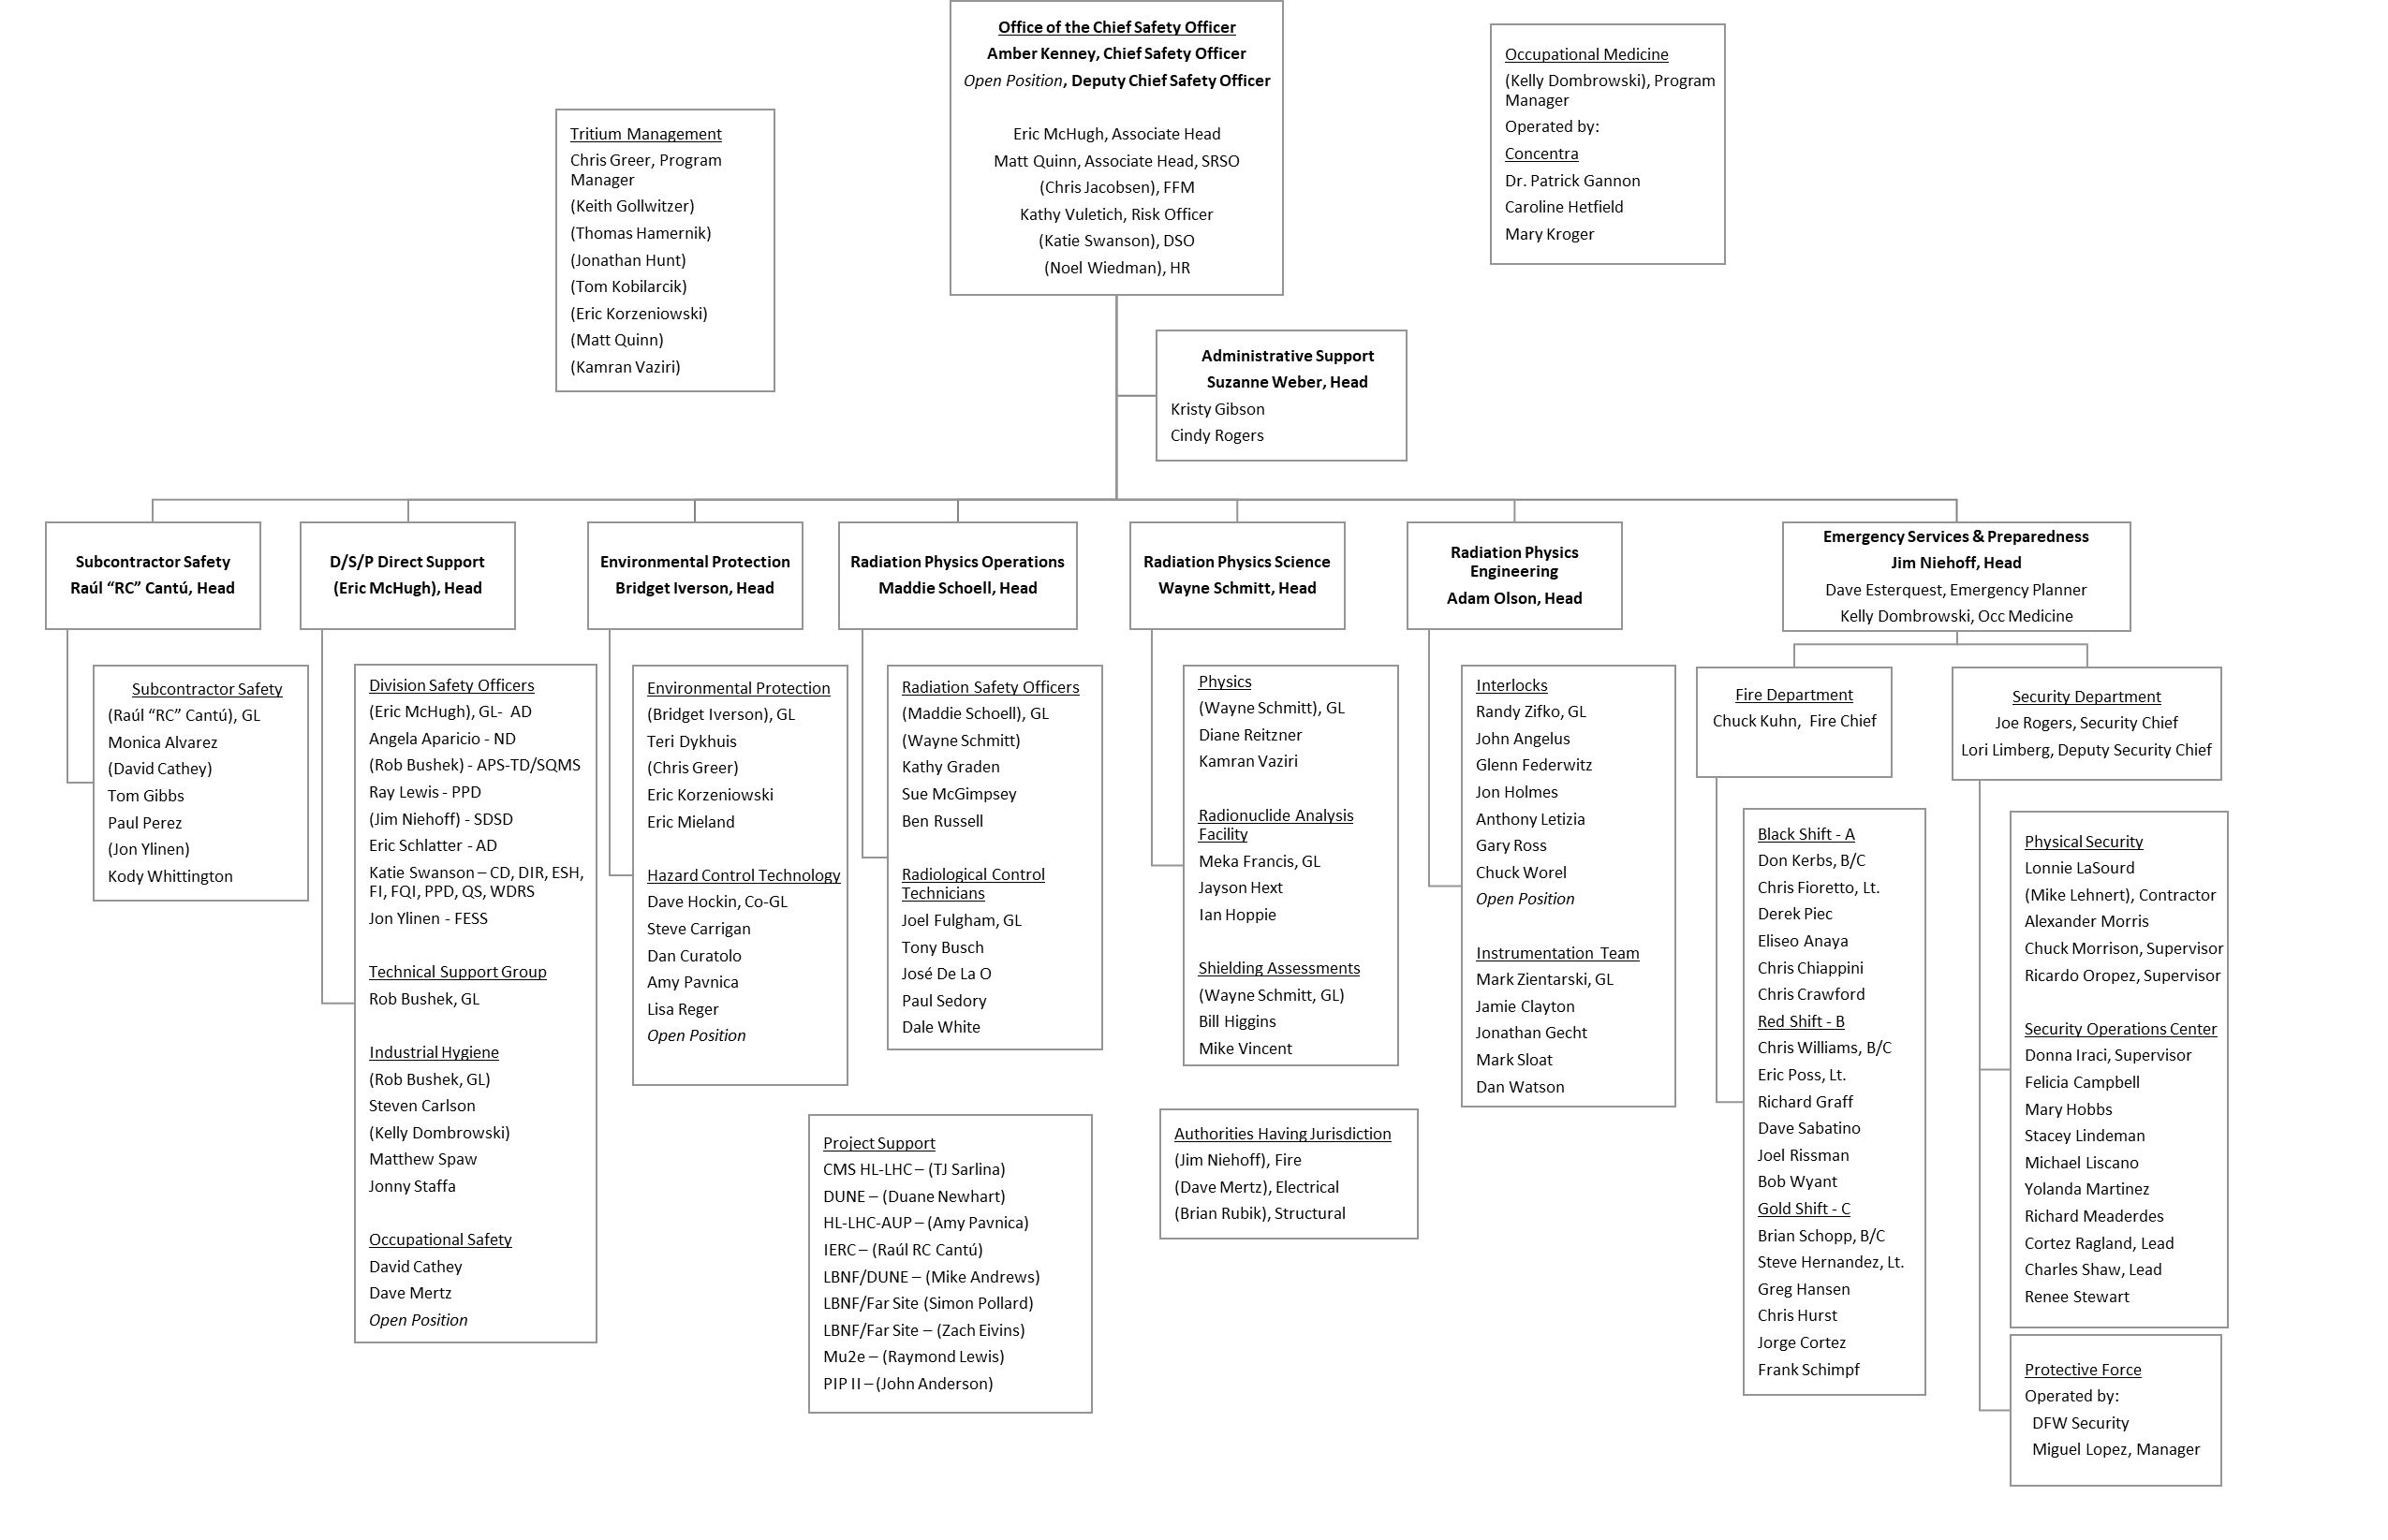 Office of the Chief Safety Officer
Amber Kenney, Chief Safety Officer
Open Position, Deputy Chief Safety Officer
Eric McHugh, Associate Head
Matt Quinn, Associate Head, SRSO
(Chris Jacobsen), FFM
Kathy Vuletich, Risk Officer
(Katie Swanson), DSO
(Noel Wiedman), HR
Occupational Medicine
(Kelly Dombrowski), Program
Manager
Operated by:
Concentra
Dr. Patrick Gannon
Caroline Hetfield
Mary Kroger
Tritium Management
Chris Greer, Program
Manager
(Keith Gollwitzer)
(Thomas Hamernik)
(Jonathan Hunt)
(Tom Kobilarcik)
(Eric Korzeniowski)
(Matt Quinn)
(Kamran Vaziri)
Administrative Support
Suzanne Weber, Head
Kristy Gibson
Cindy Rogers
Subcontractor Safety
Raúl “RC” Cantú, Head
Subcontractor Safety
(Raúl “RC” Cantú), GL
Monica Alvarez
(David Cathey)
Tom Gibbs
Paul Perez
(Jon Ylinen)
Kody Whittington
D/S/P Direct Support
(Eric McHugh), Head
Division Safety Officers
(Eric McHugh), GL- AD
Angela Aparicio - ND
(Rob Bushek) - APS-TD/SQMS
Ray Lewis - PPD
(Jim Niehoff) - SDSD
Eric Schlatter - AD
Katie Swanson – CD, DIR, ESH,
FI, FQI, PPD, QS, WDRS
Jon Ylinen - FESS
Technical Support Group
Rob Bushek, GL
Industrial Hygiene
(Rob Bushek, GL)
Steven Carlson
(Kelly Dombrowski)
Matthew Spaw
Jonny Staffa
Occupational Safety
David Cathey
Dave Mertz
Open Position
Environmental Protection
Bridget Iverson, Head
Environmental Protection
(Bridget Iverson), GL
Teri Dykhuis
(Chris Greer)
Eric Korzeniowski
Eric Mieland
Hazard Control Technology
Dave Hockin, Co-GL
Steve Carrigan
Dan Curatolo
Amy Pavnica
Lisa Reger
Open Position
Radiation Physics Operations
Maddie Schoell, Head
Radiation Safety Officers
(Maddie Schoell), GL
(Wayne Schmitt)
Kathy Graden
Sue McGimpsey
Ben Russell
Radiological Control
Technicians
Joel Fulgham, GL
Tony Busch
José De La O
Paul Sedory
Dale White
Project Support
CMS HL-LHC – (TJ Sarlina)
DUNE – (Duane Newhart)
HL-LHC-AUP – (Amy Pavnica)
IERC – (Raúl RC Cantú)
LBNF/DUNE – (Mike Andrews)
LBNF/Far Site (Simon Pollard)
LBNF/Far Site – (Zach Eivins)
Mu2e – (Raymond Lewis)
PIP II – (John Anderson)
Radiation Physics Science
Wayne Schmitt, Head
Physics
(Wayne Schmitt), GL
Diane Reitzner
Kamran Vaziri
Radionuclide Analysis
Facility
Meka Francis, GL
Jayson Hext
Ian Hoppie
Shielding Assessments
(Wayne Schmitt, GL)
Bill Higgins
Mike Vincent
Authorities Having Jurisdiction
(Jim Niehoff), Fire
(Dave Mertz), Electrical
(Brian Rubik), Structural
Radiation Physics
Engineering
Adam Olson, Head
Interlocks
Randy Zifko, GL
John Angelus
Glenn Federwitz
Jon Holmes
Anthony Letizia
Gary Ross
Chuck Worel
Open Position
Instrumentation Team
Mark Zientarski, GL
Jamie Clayton
Jonathan Gecht
Mark Sloat
Dan Watson
Emergency Services & Preparedness
Jim Niehoff, Head
Dave Esterquest, Emergency Planner
Kelly Dombrowski, Occ Medicine
Fire Department
Chuck Kuhn, Fire Chief
Black Shift - A
Don Kerbs, B/C
Chris Fioretto, Lt.
Derek Piec
Eliseo Anaya
Chris Chiappini
Chris Crawford
Red Shift - B
Chris Williams, B/C
Eric Poss, Lt.
Richard Graff
Dave Sabatino
Joel Rissman
Bob Wyant
Gold Shift - C
Brian Schopp, B/C
Steve Hernandez, Lt.
Greg Hansen
Chris Hurst
Jorge Cortez
Frank Schimpf
Security Department
Joe Rogers, Security Chief
Lori Limberg, Deputy Security Chief
Physical Security
Lonnie LaSourd
(Mike Lehnert), Contractor
Alexander Morris
Chuck Morrison, Supervisor
Ricardo Oropez, Supervisor
Security Operations Center
Donna Iraci, Supervisor
Felicia Campbell
Mary Hobbs
Stacey Lindeman
Michael Liscano
Yolanda Martinez
Richard Meaderdes
Cortez Ragland, Lead
Charles Shaw, Lead
Renee Stewart
Protective Force
Operated by:
DFW Security
Miguel Lopez, Manager